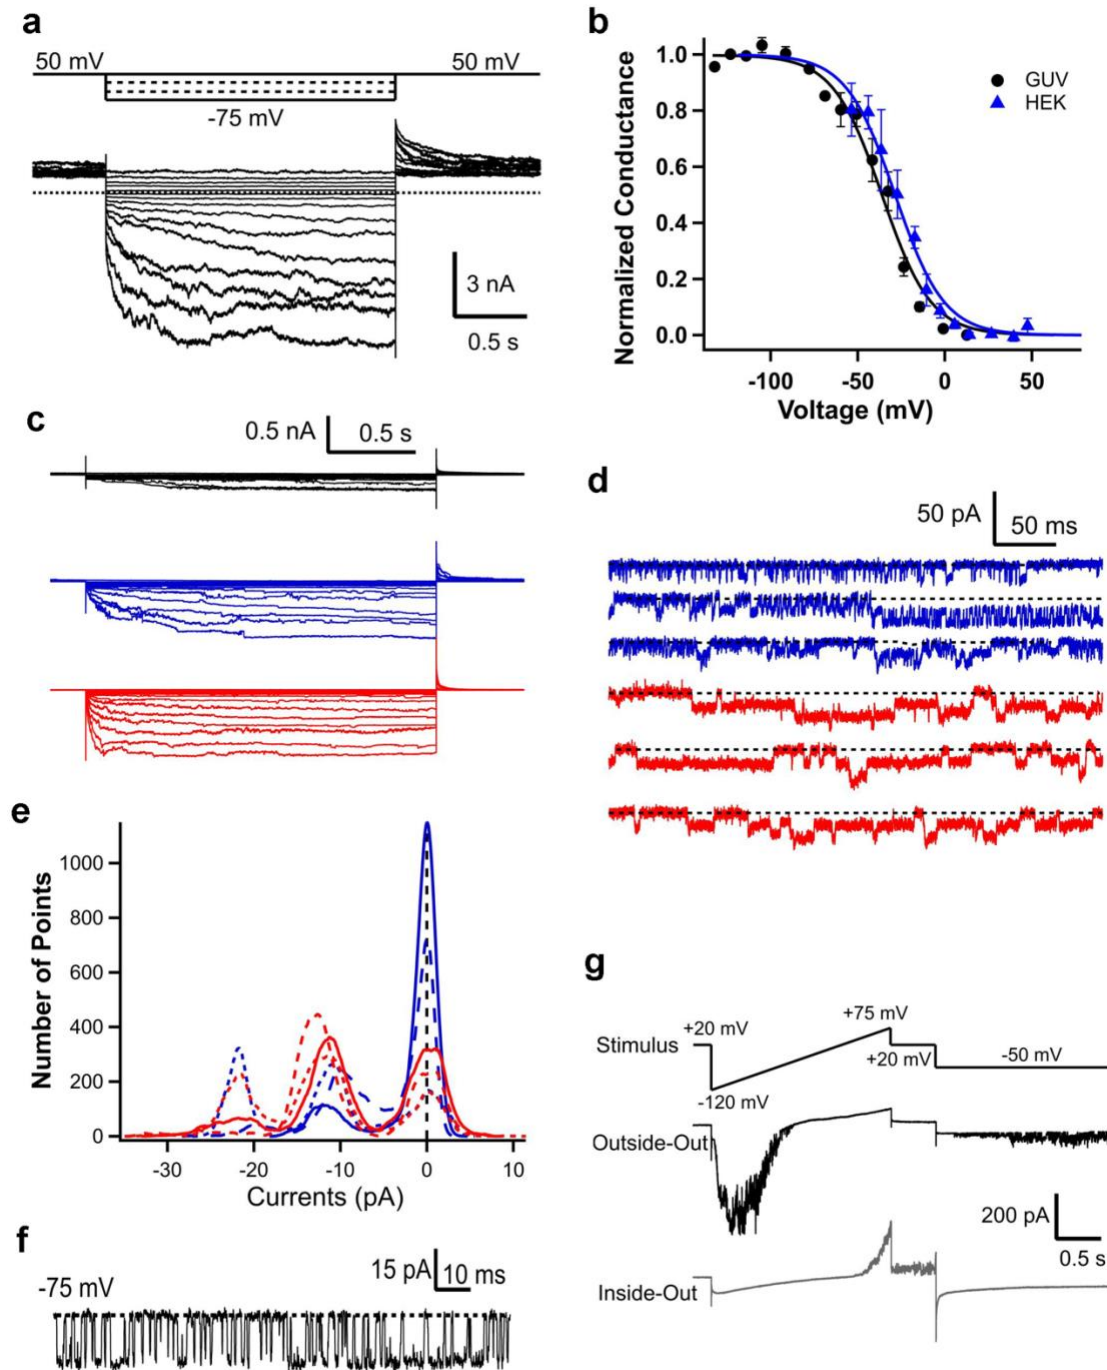 a
50 mV
50 mV
-75 mV
3 nA
0.5 s
b
Normalized Conductance
1.0
0.8
0.6
0.4
0.2
0.0
-100
-50
0
50
Voltage (mV)
GUV
HEK
c
0.5 nA
0.5 s
d
50 pA
50 ms
e
Number of Points
1000
800
600
400
200
0
-30
-20
-10
0
10
Currents (pA)
f
-75 mV
15 pA
10 ms
g
Stimulus
+20 mV
+75 mV
-120 mV
+20 mV
-50 mV
Outside-Out
200 pA
0.5 s
Inside-Out